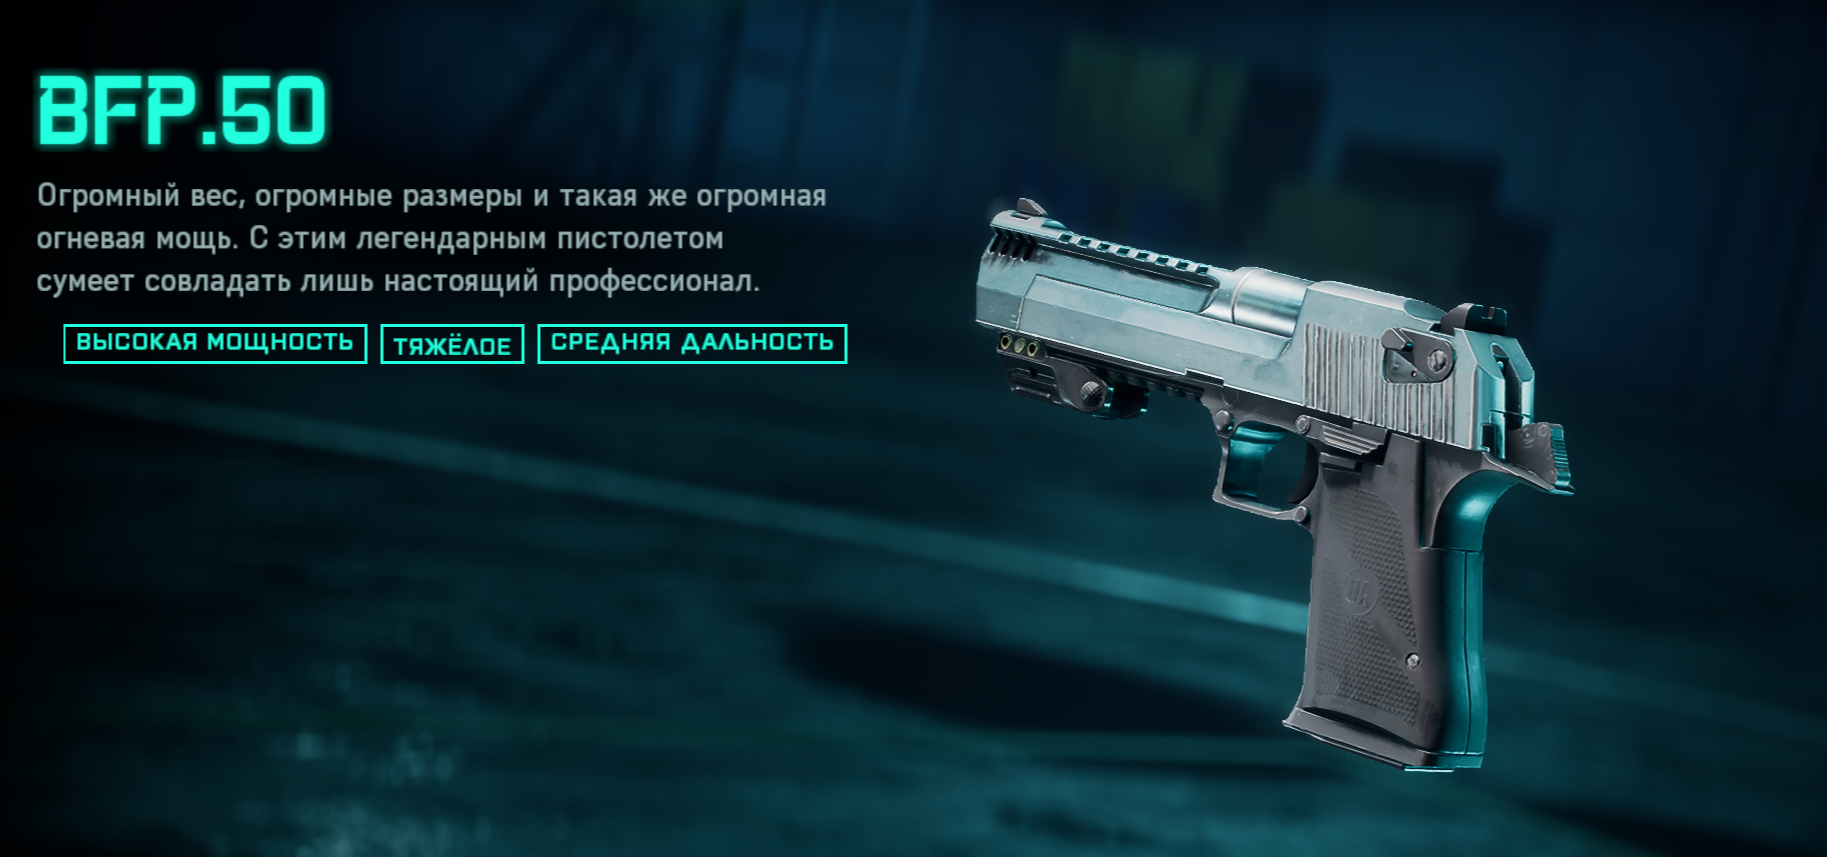 BFP.50
Огромный вес, огромные размеры и такая же огромная
огневая мощь. С этим легендарным пистолетом
сумеет совладать лишь настоящий профессионал.
ВЫСОКАЯ МОЩНОСТЬ ТЯЖЁЛОЕ СРЕДНЯЯ ДАЛЬНОСТЬ